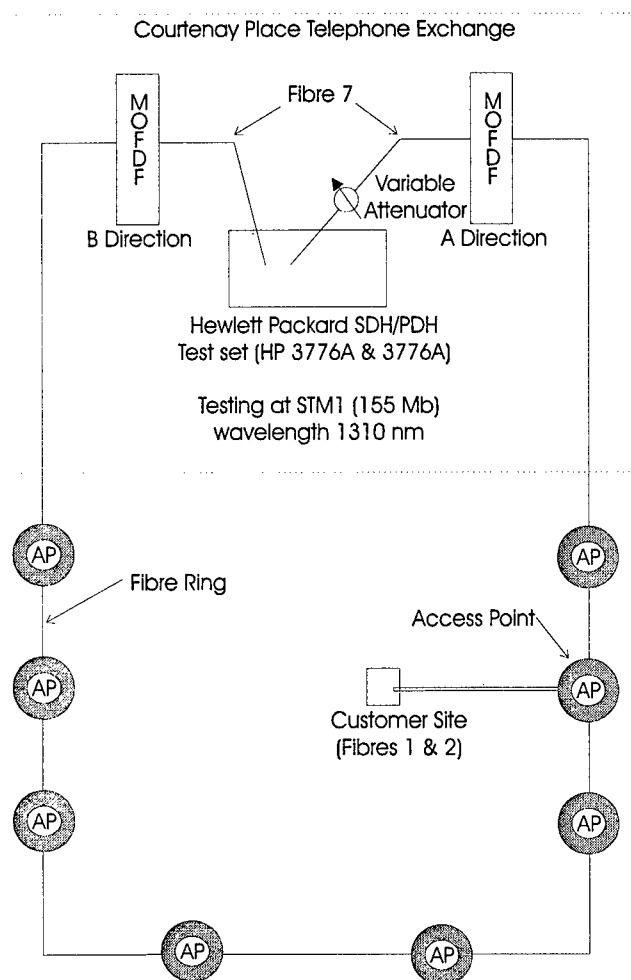 Courtenay Place Telephone Exchange
MOFDF
Fibre 7
MOFDF
Variable
Attenuator
B Direction
A Direction
Hewlett Packard SDH/PDH
Test set (HP 3776A & 3776A)
Testing at STM1 (155 Mb)
wavelength 1310 nm
AP
AP
Fibre Ring
Access Point
AP
AP
Customer Site
(Fibres 1 & 2)
AP
AP
AP
AP